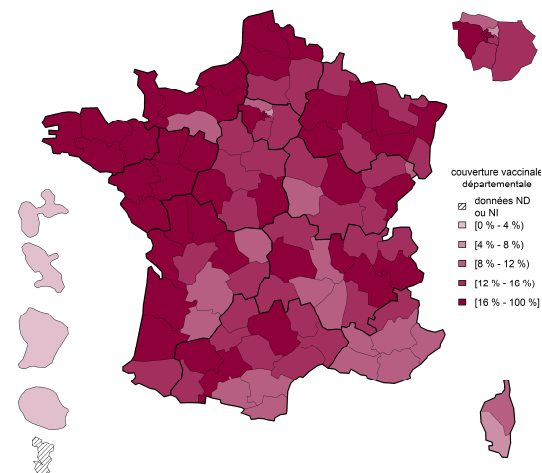 couverture vaccinale
départementale
données ND
ou NI
[0 % - 4 %)
[4 % - 8 %)
[8 % - 12 %)
[12 % - 16 %)
[16 % - 100 %]